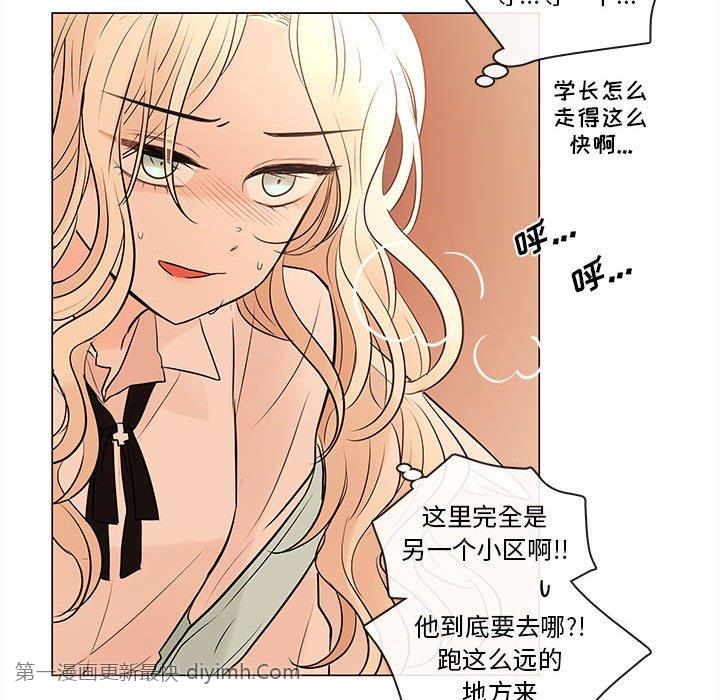 学长怎么
走得这么
快啊...
呼...
呼...
这里完全是
另一个小区啊!!
他到底要去哪?!
跑这么远的
地方来
第一漫画更新最快 diyimh.com